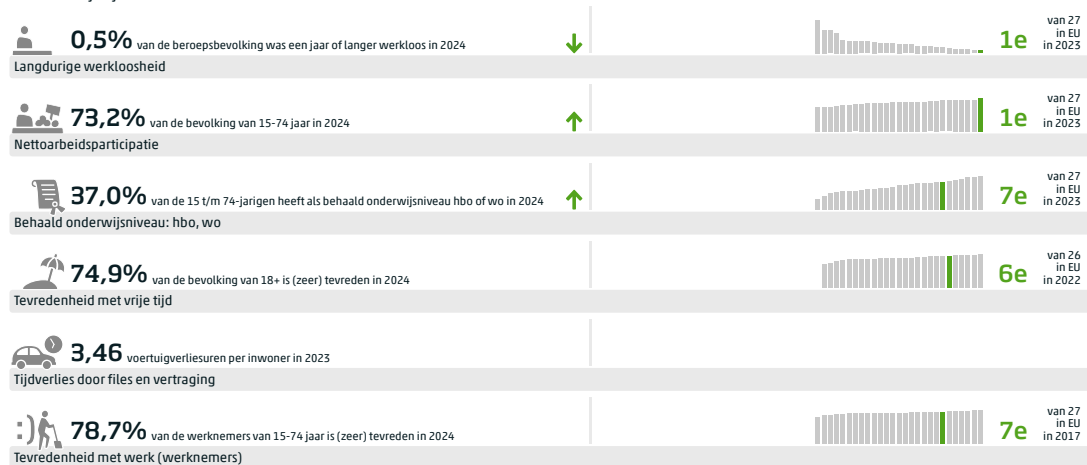 0,5% van de beroepsbevolking was een jaar of langer werkloos in 2024
1e
van 27
in EU
in 2023
Langdurige werkloosheid
73,2% van de bevolking van 15-74 jaar in 2024
1e
van 27
in EU
in 2023
Nettoarbeidsparticipatie
37,0% van de 15 t/m 74-jarigen heeft als behaald onderwijsniveau hbo of wo in 2024
7e
van 27
in EU
in 2023
Behaald onderwijsniveau: hbo, wo
74,9% van de bevolking van 18+ is (zeer) tevreden in 2024
6e
van 26
in EU
in 2022
Tevredenheid met vrije tijd
3,46 voertuigverliesuren per inwoner in 2023
Tijdverlies door files en vertraging
:)
78,7% van de werknemers van 15-74 jaar is (zeer) tevreden in 2024
7e
van 27
in EU
in 2017
Tevredenheid met werk (werknemers)